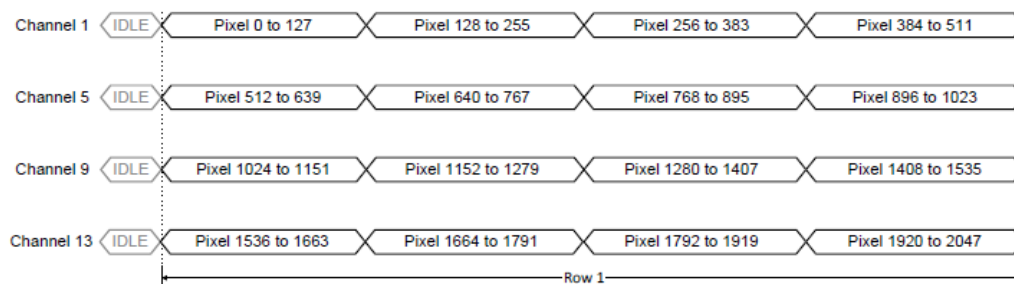 Channel 1 IDLE Pixel 0 to 127 Pixel 128 to 255 Pixel 256 to 383 Pixel 384 to 511
Channel 5 IDLE Pixel 512 to 639 Pixel 640 to 767 Pixel 768 to 895 Pixel 896 to 1023
Channel 9 IDLE Pixel 1024 to 1151 Pixel 1152 to 1279 Pixel 1280 to 1407 Pixel 1408 to 1535
Channel 13 IDLE Pixel 1536 to 1663 Pixel 1664 to 1791 Pixel 1792 to 1919 Pixel 1920 to 2047
Row 1